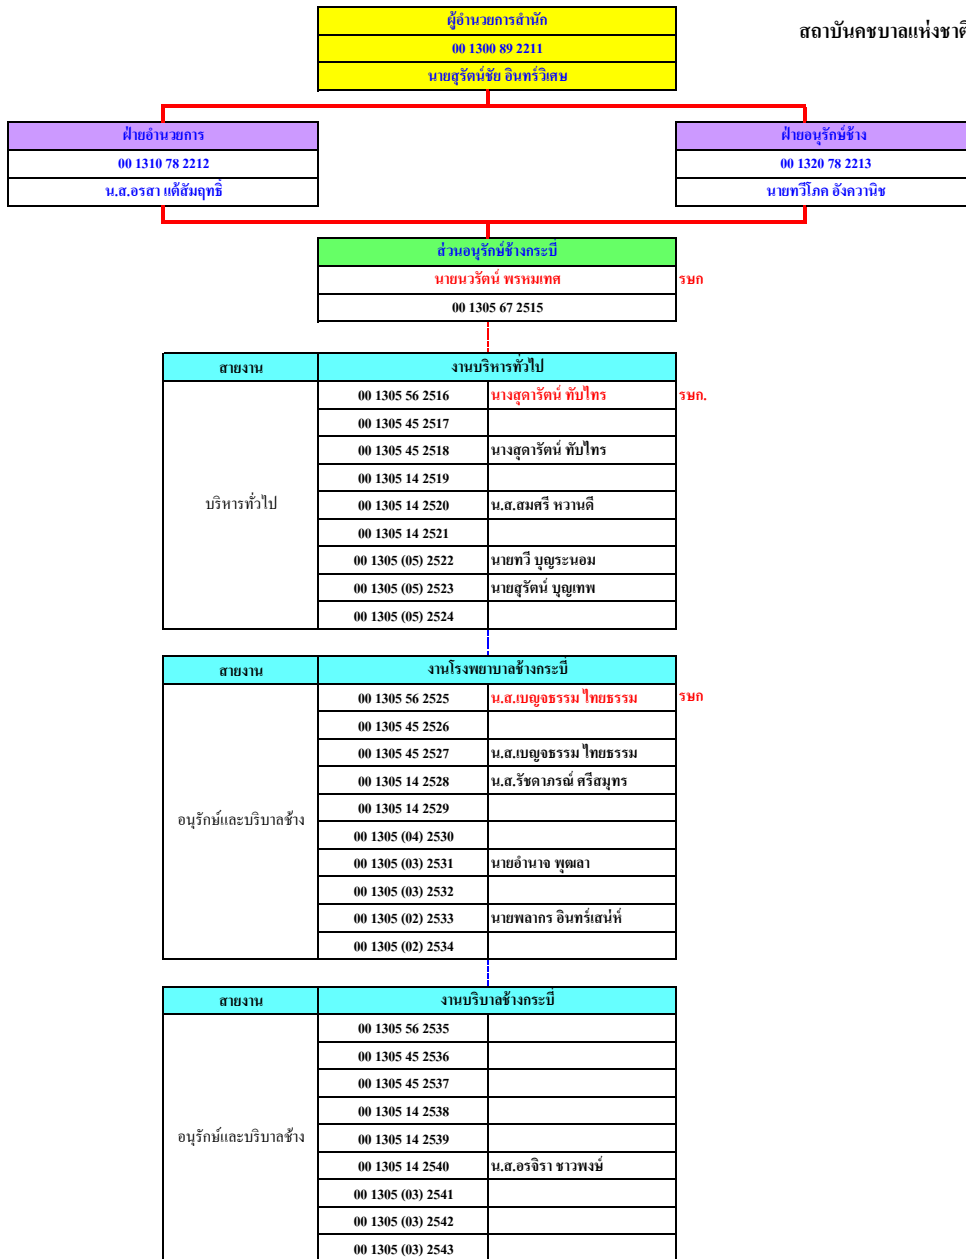 ผู้อำนวยการสำนัก
สถาบันคชบาลแห่งชาติ
00 1300 89 2211
นายสุรัตน์ชัย อินทร์วิเศษ
ฝ่ายอำนวยการ ฝ่ายอนุรักษ์ช้าง
00 1310 78 2212 00 1320 78 2213
น.ส.อรสา แต้สัมฤทธิ์ นายทวีโภค อังควานิช
ส่วนอนุรักษ์ช้างกระบี่
นายนวรัตน์ พรหมเทศ รษก
00 1305 67 2515
สายงาน งานบริหารทั่วไป
00 1305 56 2516 นางสุดารัตน์ ทับไทร รษก.
00 1305 45 2517
00 1305 45 2518 นางสุดารัตน์ ทับไทร
00 1305 14 2519
บริหารทั่วไป 00 1305 14 2520 น.ส.สมศรี หวานดี
00 1305 14 2521
00 1305 (05) 2522 นายทวี บุญระนอม
00 1305 (05) 2523 นายสุรัตน์ บุญเทพ
00 1305 (05) 2524
สายงาน งานโรงพยาบาลช้างกระบี่
00 1305 56 2525 น.ส.เบญจธรรม ไทยธรรม รษก
00 1305 45 2526
00 1305 45 2527 น.ส.เบญจธรรม ไทยธรรม
00 1305 14 2528 น.ส.รัชดาภรณ์ ศรีสมุทร
00 1305 14 2529
อนุรักษ์และบริบาลช้าง
00 1305 (04) 2530
00 1305 (03) 2531 นายอำนาจ พุฒลา
00 1305 (03) 2532
00 1305 (02) 2533 นายพลากร อินทร์เสน่ห์
00 1305 (02) 2534
สายงาน งานบริบาลช้างกระบี่
00 1305 56 2535
00 1305 45 2536
00 1305 45 2537
00 1305 14 2538
อนุรักษ์และบริบาลช้าง 00 1305 14 2539
00 1305 14 2540 น.ส.อรจิรา ชาวพงษ์
00 1305 (03) 2541
00 1305 (03) 2542
00 1305 (03) 2543